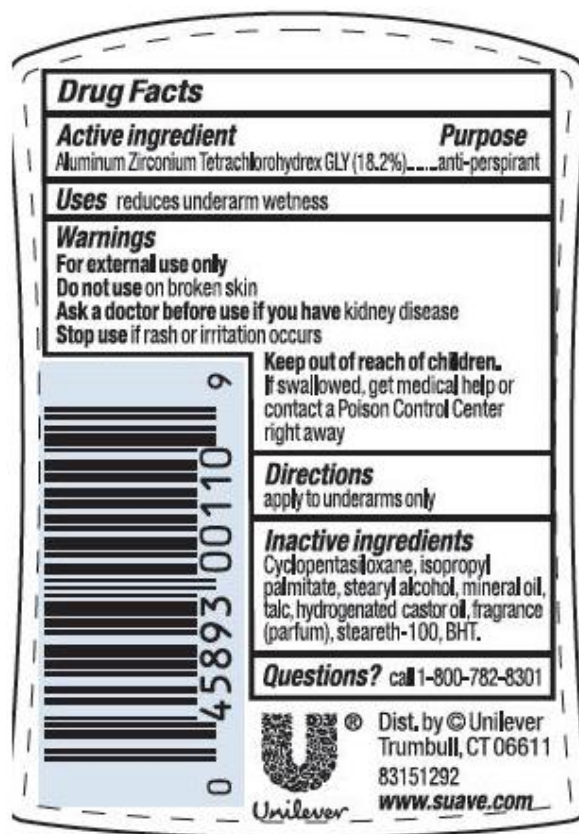 Drug Facts
Active ingredient Purpose
Aluminum Zirconium Tetrachlorohydrex GLY (18.2%)......anti-perspirant
Uses reduces underarm wetness
Warnings
For external use only
Do not use on broken skin
Ask a doctor before use if you have kidney disease
Stop use if rash or irritation occurs
Keep out of reach of children.
If swallowed, get medical help or
contact a Poison Control Center
right away
Directions
apply to underarms only
Inactive ingredients
Cyclopentasiloxane, isopropyl
palmitate, stearyl alcohol, mineral oil,
talc, hydrogenated castor oil, fragrance
(parfum), steareth-100, BHT.
Questions? call 1-800-782-8301
0 45893 00110 9
Unilever
®
Dist. by © Unilever
Trumbull, CT 06611
83151292
www.suave.com